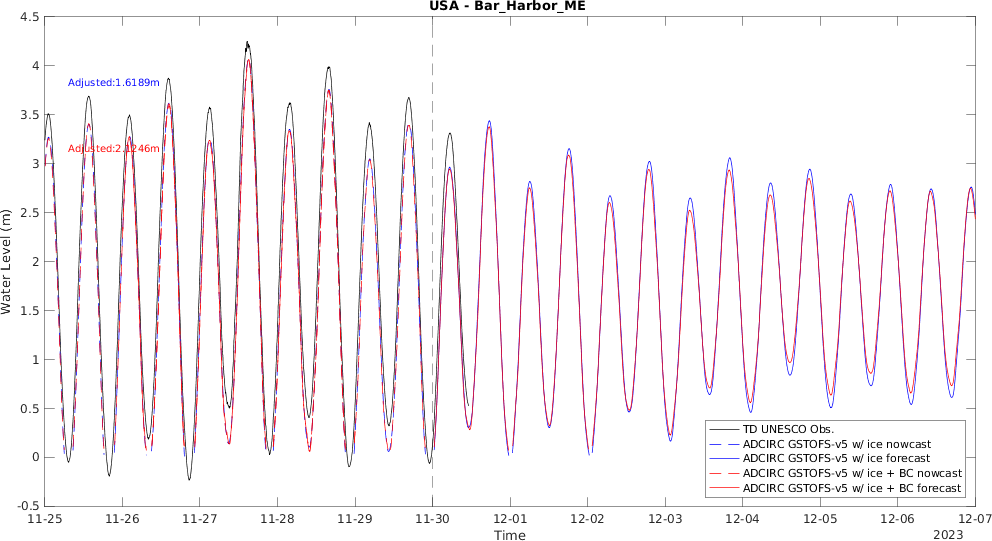 USA - Bar_Harbor_ME
4.5
4
3.5
3
2.5
2
1.5
1
0.5
0
-0.5
Water Level (m)
Adjusted:1.6189m
Adjusted:2.1246m
TD UNESCO Obs.
ADCIRC GSTOFS-v5 w/ ice nowcast
ADCIRC GSTOFS-v5 w/ ice forecast
ADCIRC GSTOFS-v5 w/ ice + BC nowcast
ADCIRC GSTOFS-v5 w/ ice + BC forecast
11-25 11-26 11-27 11-28 11-29 11-30 12-01 12-02 12-03 12-04 12-05 12-06 12-07
Time
2023